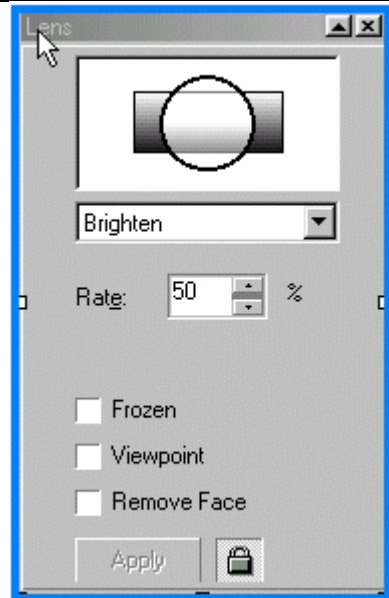 Lens
Brighten
Rate: 50 %
Frozen
Viewpoint
Remove Face
Apply